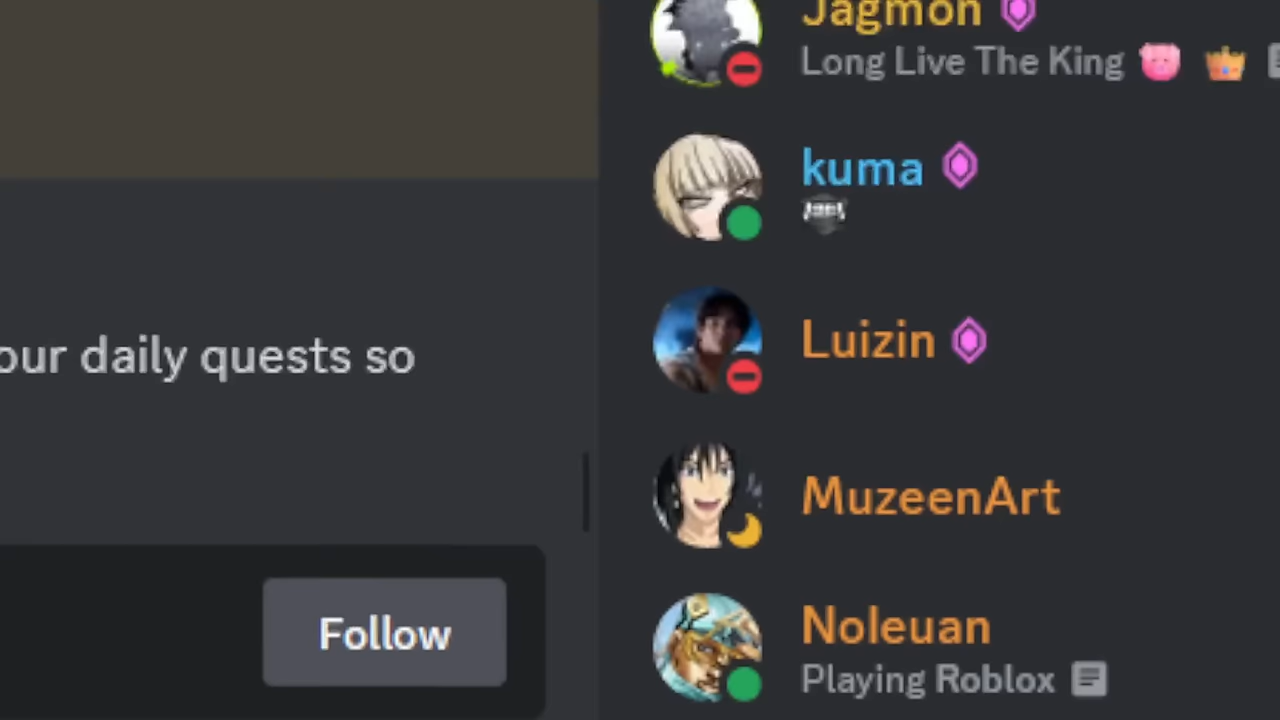 Jagmon
Long Live The King
kuma
Luizin
our daily quests so
MuzeenArt
Follow
Noleuan
Playing Roblox